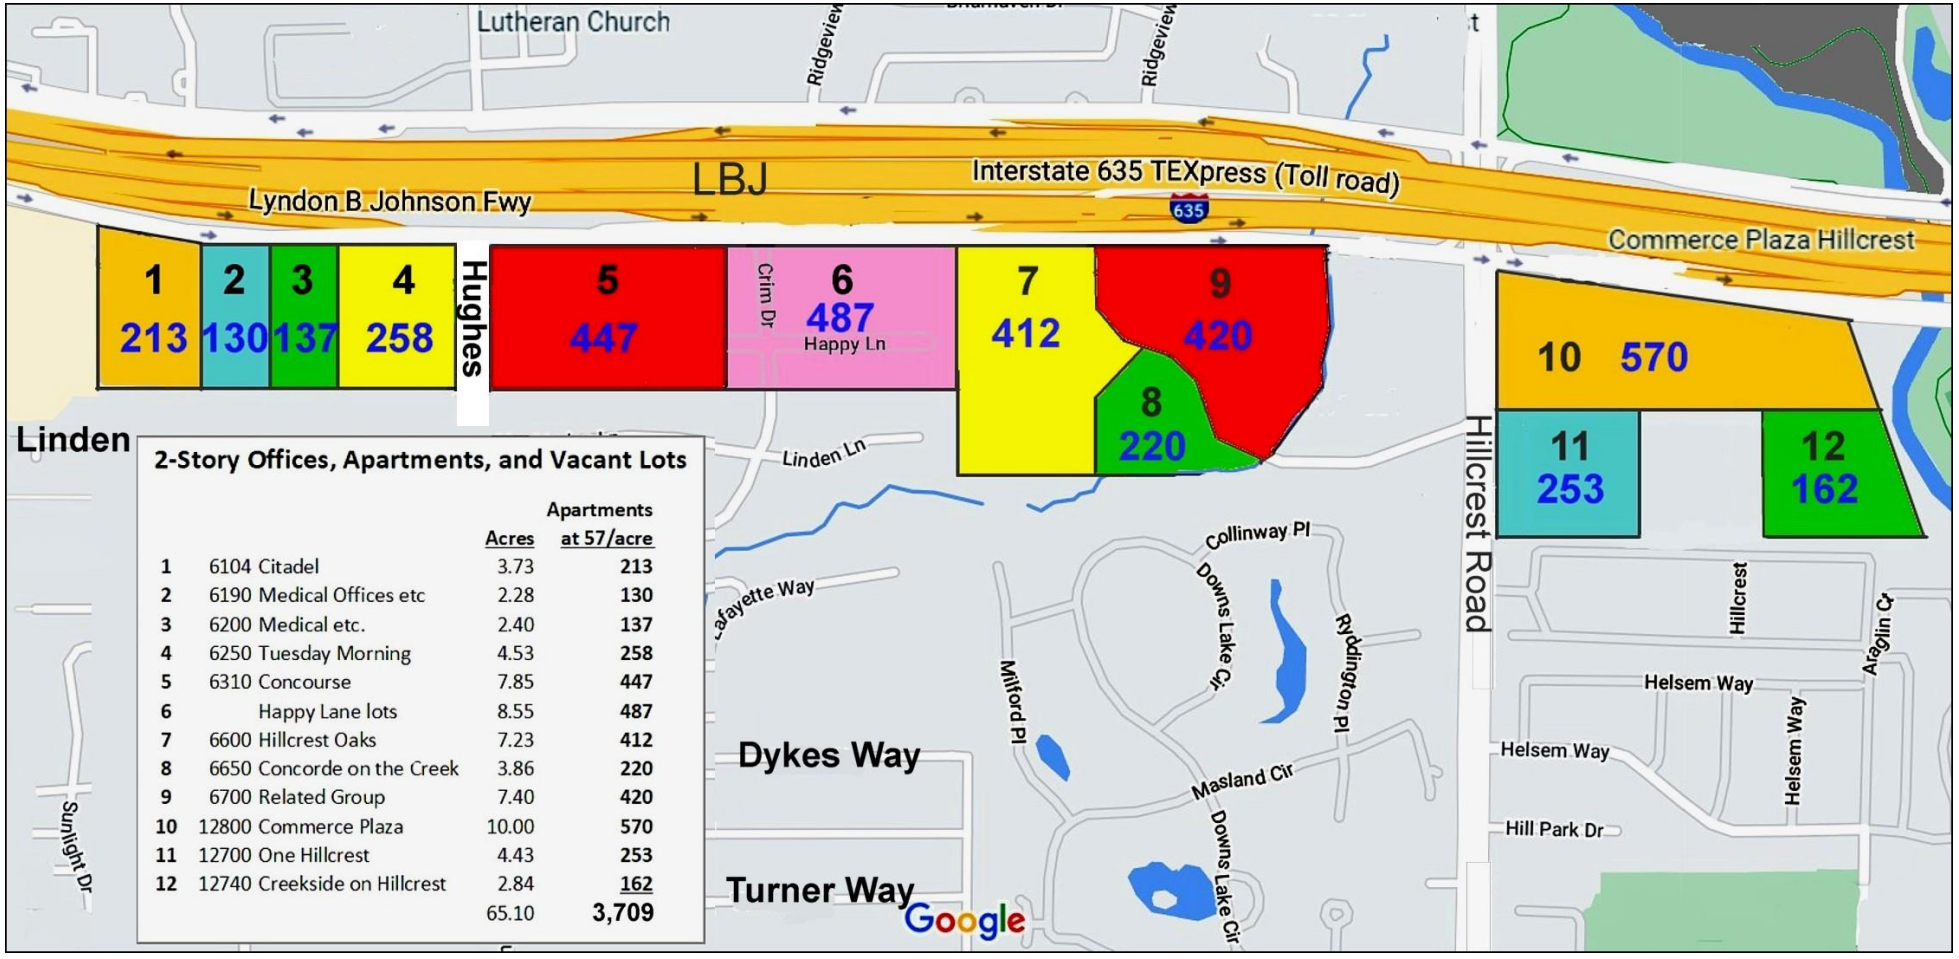 Lutheran Church
Ridgeview
Ridgeview
st
LBJ
Interstate 635 TEXpress (Toll road)
Lyndon B Johnson Fwy
635
Commerce Plaza Hillcrest
1
213
2
130
3
137
4
258
Hughes
5
447
Crim Dr
6
487
Happy Ln
7
412
8
220
9
420
10 570
11
253
12
162
Linden
Linden Ln
Hillcrest Road
2-Story Offices, Apartments, and Vacant Lots
Apartments
Acres at 57/acre
1 6104 Citadel 3.73 213
2 6190 Medical Offices etc 2.28 130
3 6200 Medical etc. 2.40 137
4 6250 Tuesday Morning 4.53 258
5 6310 Concourse 7.85 447
6 Happy Lane lots 8.55 487
7 6600 Hillcrest Oaks 7.23 412
8 6650 Concorde on the Creek 3.86 220
9 6700 Related Group 7.40 420
10 12800 Commerce Plaza 10.00 570
11 12700 One Hillcrest 4.43 253
12 12740 Creekside on Hillcrest 2.84 162
65.10 3,709
Lafayette Way
Collinway Pl
Downs Lake Cir
Ryddington Pl
Milford Pl
Masland Cir
Downs Lake Cir
Dykes Way
Turner Way
Sunlight Dr
Hillcrest
Araglin Ct
Helsem Way
Helsem Way
Helsem Way
Hill Park Dr
Google